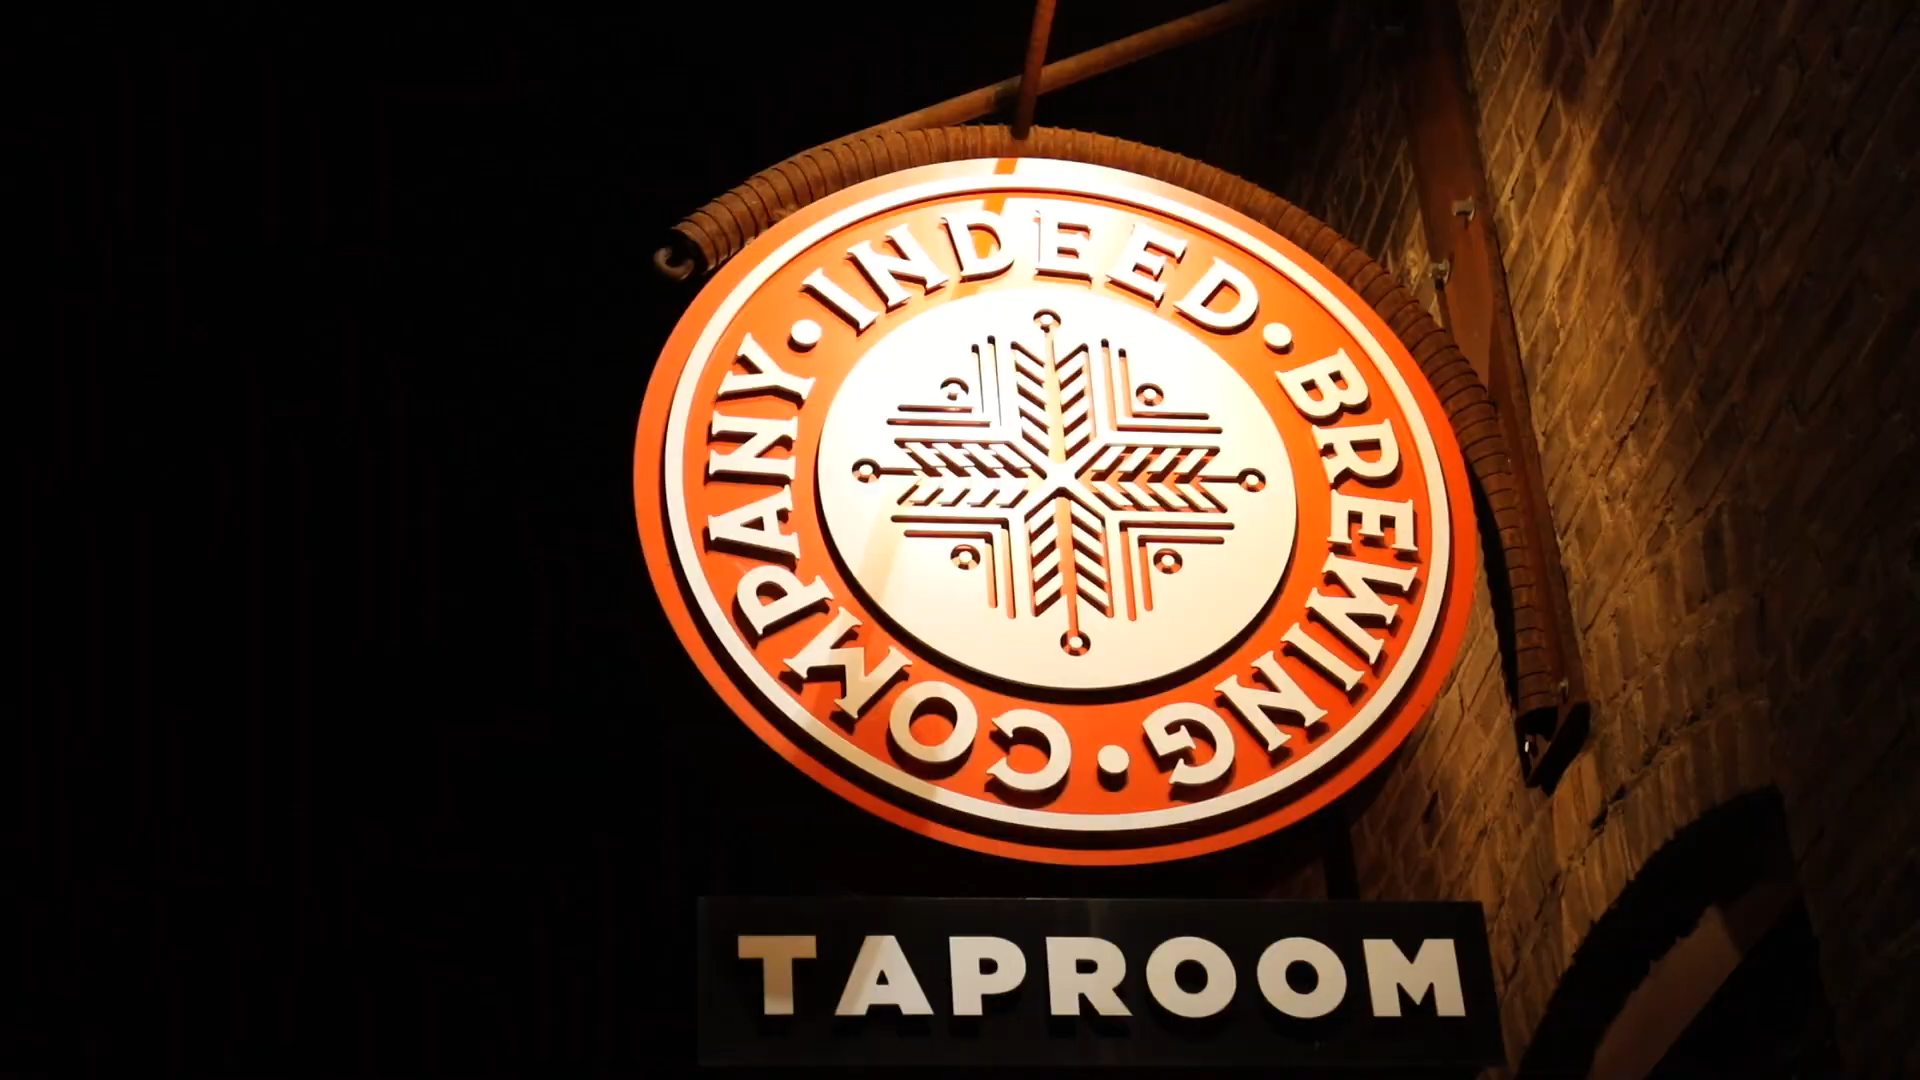 INDEED • BREWING • COMPANY •
TAPROOM